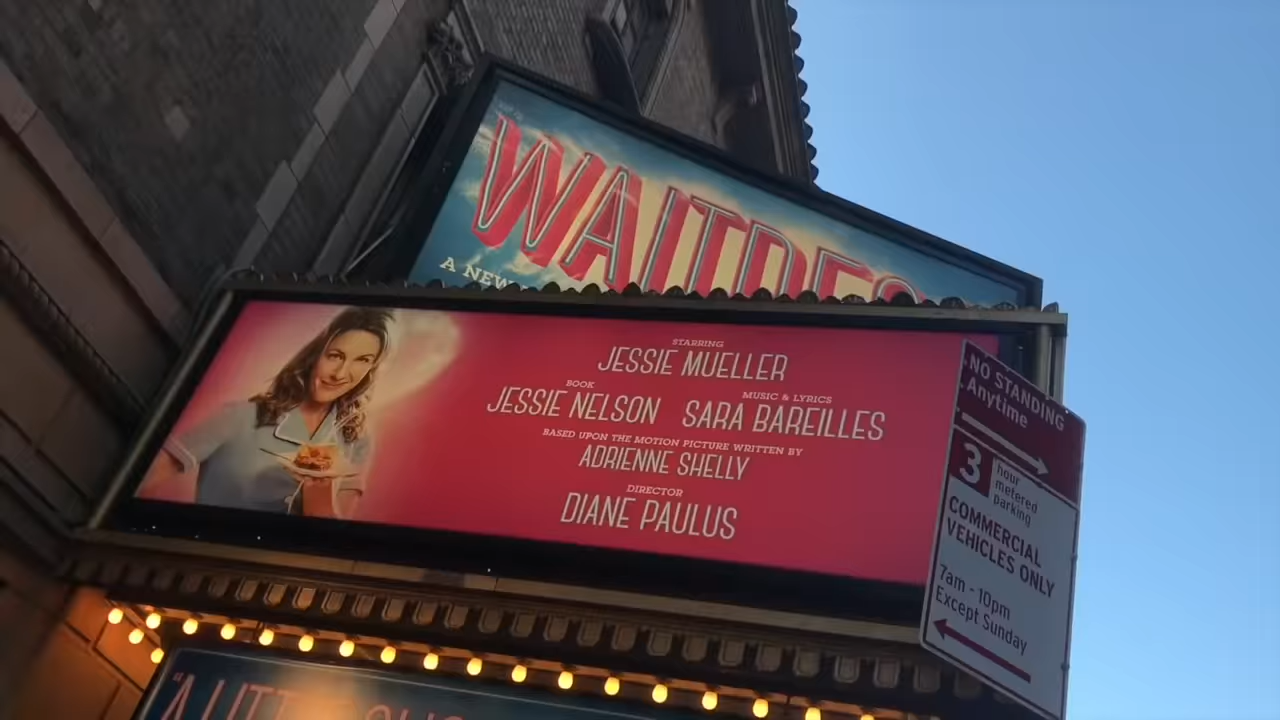 WAITRES
A NEW
STARRING
JESSIE MUELLER
BOOK
JESSIE NELSON
MUSIC & LYRICS
SARA BAREILLES
BASED UPON THE MOTION PICTURE WRITTEN BY
ADRIENNE SHELLY
DIRECTOR
DIANE PAULUS
NO STANDING
Anytime
3 hour
metered
parking
COMMERCIAL
VEHICLES ONLY
7am - 10pm
Except Sunday
"A